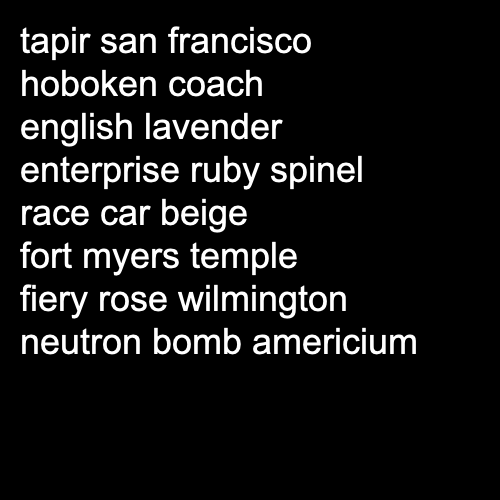 tapir san francisco
hoboken coach
english lavender
enterprise ruby spinel
race car beige
fort myers temple
fiery rose wilmington
neutron bomb americium